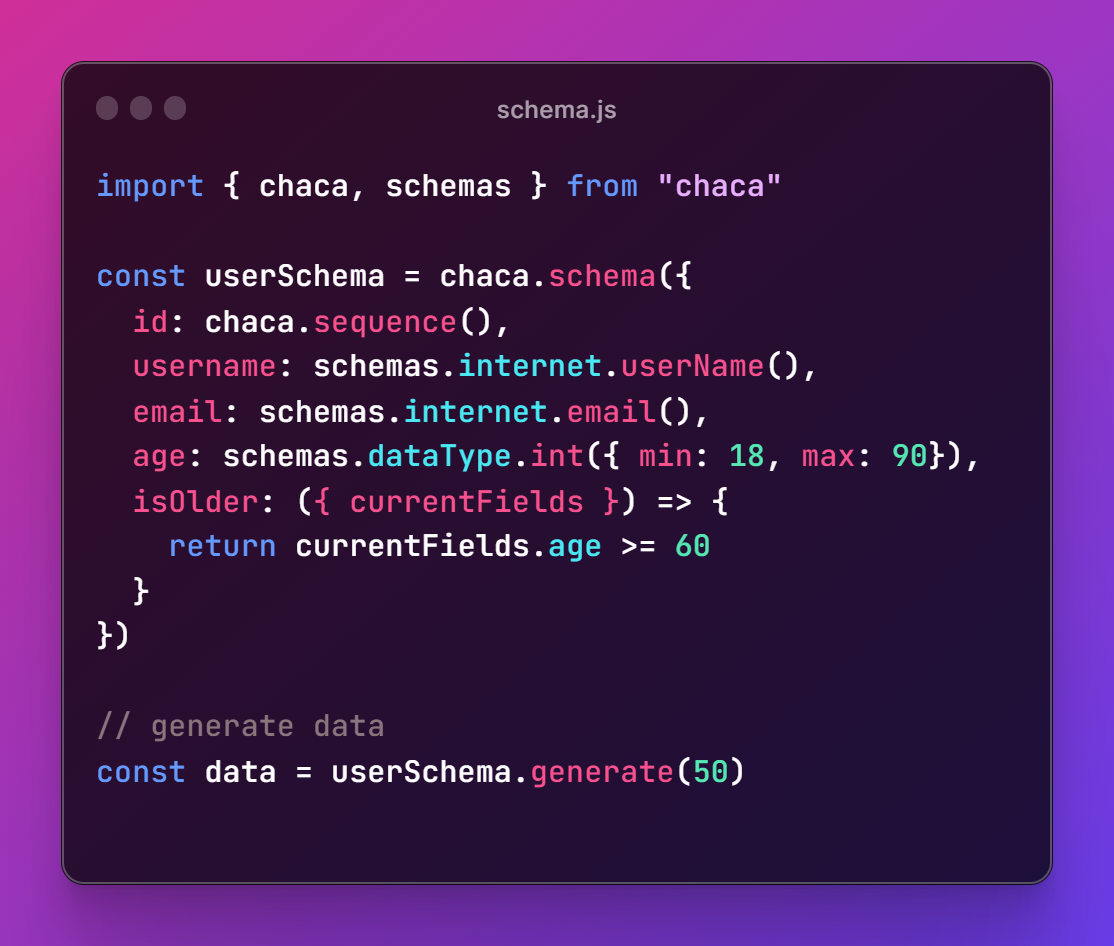 schema.js
import { chaca, schemas } from "chaca"
const userSchema = chaca.schema({
  id: chaca.sequence(),
  username: schemas.internet.userName(),
  email: schemas.internet.email(),
  age: schemas.dataType.int({ min: 18, max: 90}),
  isOlder: ({ currentFields }) => {
    return currentFields.age >= 60
  }
})
// generate data
const data = userSchema.generate(50)